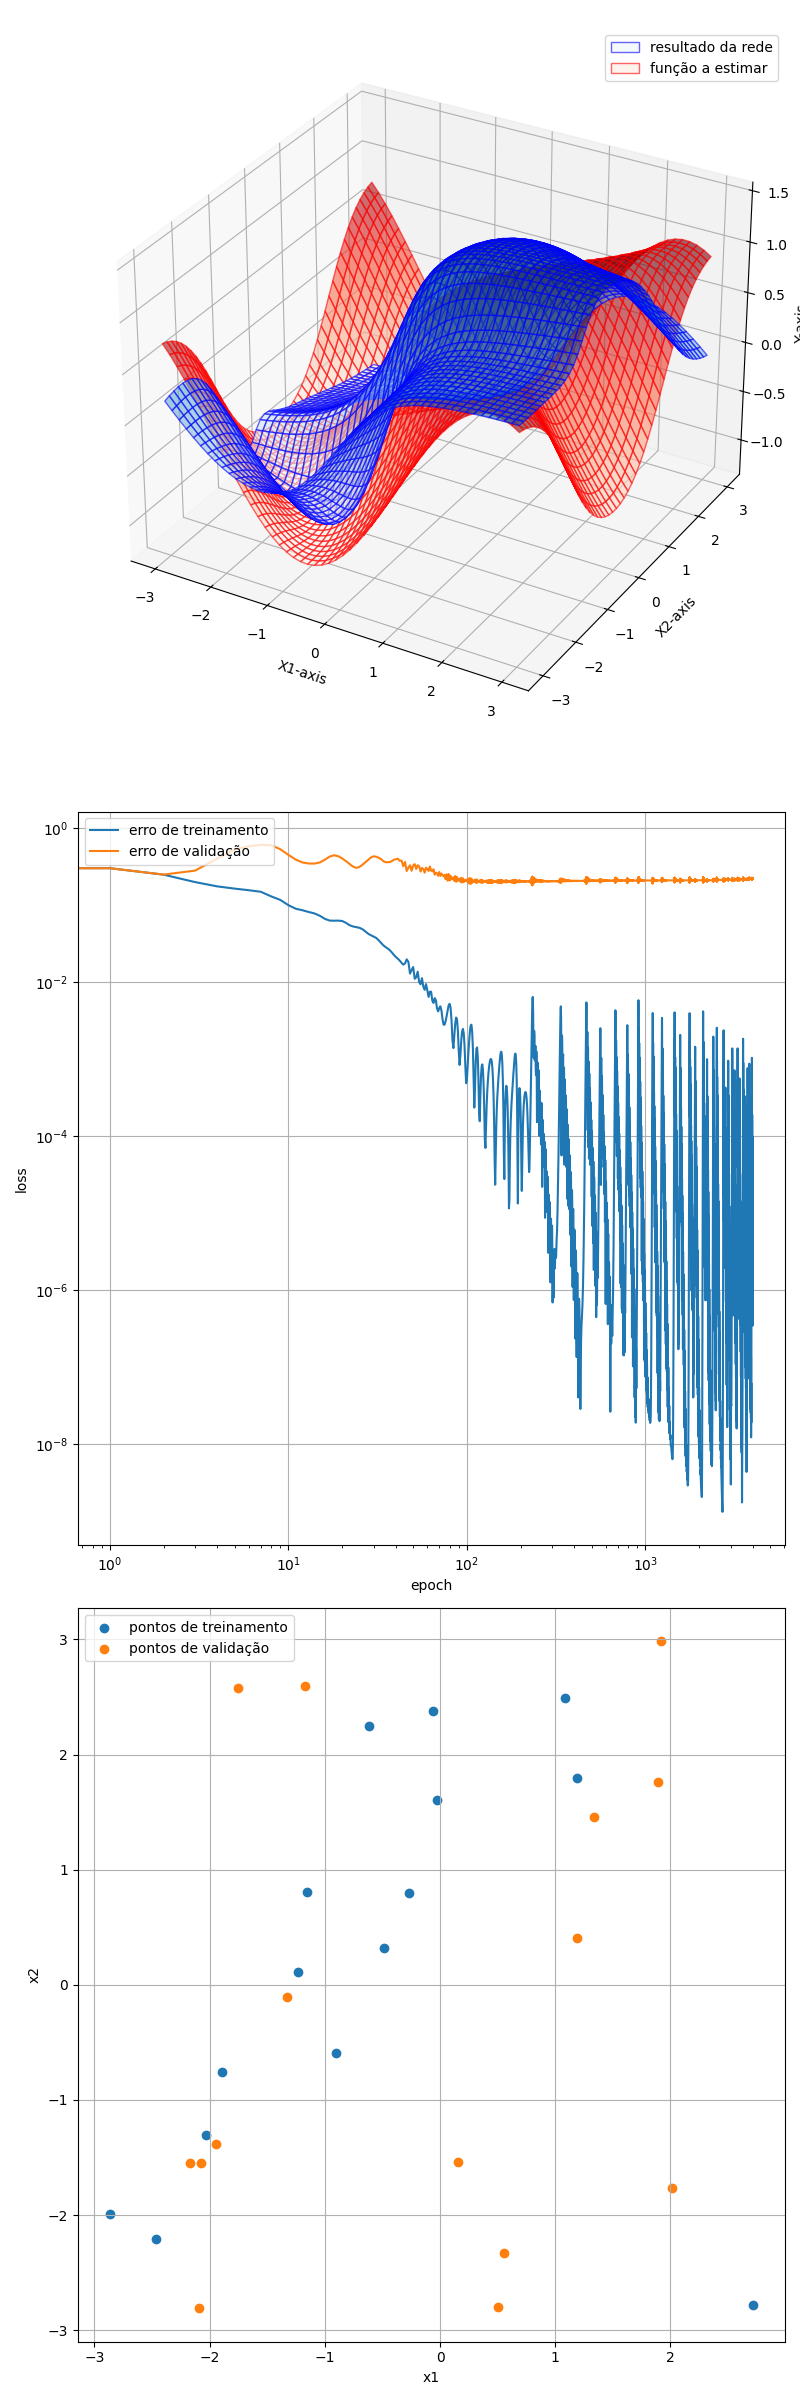 resultado da rede
função a estimar
1.5
1.0
0.5
0.0
−0.5
−1.0
3
2
1
0
−1
−2
−3
X2-axis
−3
−2
−1
0
1
2
3
X1-axis
erro de treinamento
erro de validação
10^0
10^−2
10^−4
10^−6
10^−8
loss
10^0 10^1 10^2 10^3
epoch
pontos de treinamento
pontos de validação
3
2
1
0
−1
−2
−3
x2
−3 −2 −1 0 1 2
x1